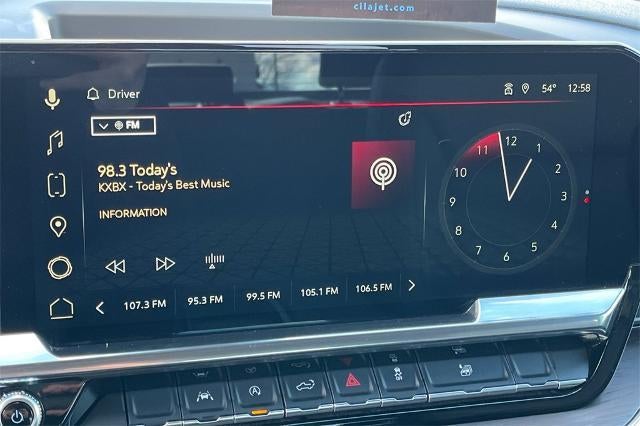 cilajet.com
Driver
54° 12:58
FM
98.3 Today's
KXBX - Today's Best Music
INFORMATION
107.3 FM 95.3 FM 99.5 FM 105.1 FM 106.5 FM
12
1
2
3
4
5
6
7
8
9
10
11